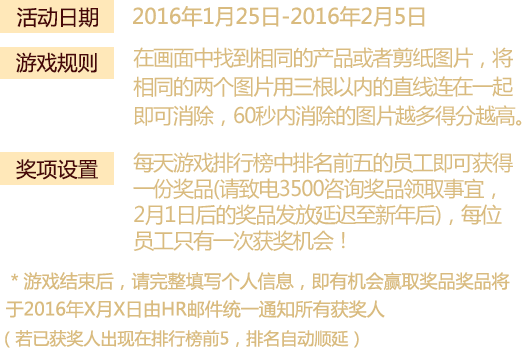 活动日期 2016年1月25日-2016年2月5日
游戏规则 在画面中找到相同的产品或者剪纸图片，将
相同的两个图片用三根以内的直线连在一起
即可消除，60秒内消除的图片越多得分越高。
奖项设置 每天游戏排行榜中排名前五的员工即可获得
一份奖品(请致电3500咨询奖品领取事宜，
2月1日后的奖品发放延迟至新年后)，每位
员工只有一次获奖机会！
*游戏结束后，请完整填写个人信息，即有机会赢取奖品奖品将
于2016年X月X日由HR邮件统一通知所有获奖人
（若已获奖人出现在排行榜前5，排名自动顺延）